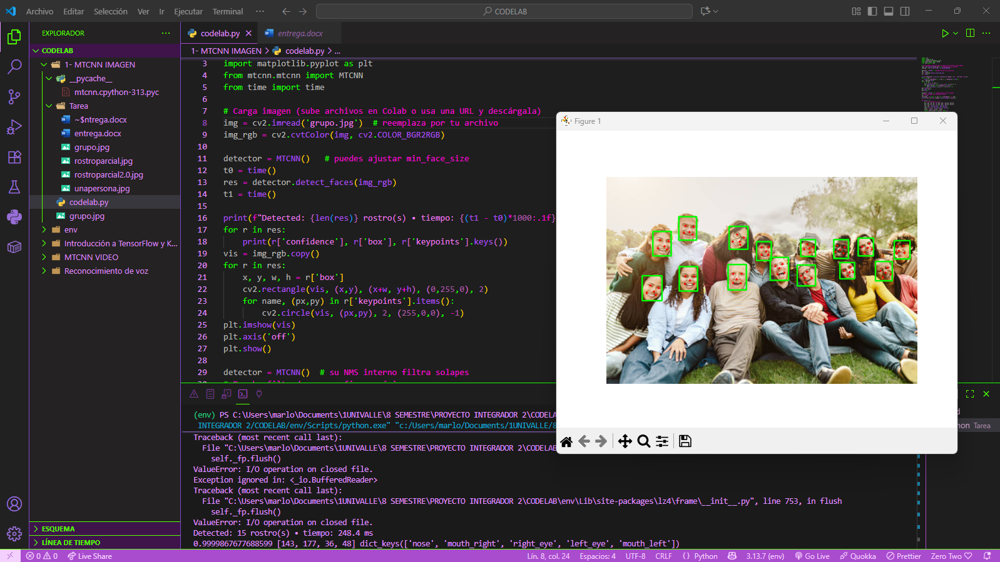 Archivo Editar Selección Ver Ir Ejecutar Terminal ··· CODELAB
EXPLORADOR ···
CODELAB
1- MTCNN IMAGEN
__pycache__
mtcnn.cpython-313.pyc
Tarea
~$ntrega.docx
entrega.docx
grupo.jpg
rostroparcial.jpg
rostroparcial2.0.jpg
unapersona.jpg
codelab.py
grupo.jpg
env
Introducción a TensorFlow y K...
MTCNN VIDEO
Reconocimiento de voz
ESQUEMA
LÍNEA DE TIEMPO
codelab.py entrega.docx
1- MTCNN IMAGEN > codelab.py > ...
3 import matplotlib.pyplot as plt
4 from mtcnn.mtcnn import MTCNN
5 from time import time
6
7 # Carga imagen (sube archivos en Colab o usa una URL y descárgala)
8 img = cv2.imread('grupo.jpg') # reemplaza por tu archivo
9 img_rgb = cv2.cvtColor(img, cv2.COLOR_BGR2RGB)
10
11 detector = MTCNN() # puedes ajustar min_face_size
12 t0 = time()
13 res = detector.detect_faces(img_rgb)
14 t1 = time()
15
16 print(f"Detected: {len(res)} rostro(s) • tiempo: {(t1 - t0)*1000:.1f}
17 for r in res:
18 print(r['confidence'], r['box'], r['keypoints'].keys())
19 vis = img_rgb.copy()
20 for r in res:
21 x, y, w, h = r['box']
22 cv2.rectangle(vis, (x,y), (x+w, y+h), (0,255,0), 2)
23 for name, (px,py) in r['keypoints'].items():
24 cv2.circle(vis, (px,py), 2, (255,0,0), -1)
25 plt.imshow(vis)
26 plt.axis('off')
27 plt.show()
28
29 detector = MTCNN() # su NMS interno filtra solapes
Figure 1
(env) PS C:\Users\marlo\Documents\1UNIVALLE\8 SEMESTRE\PROYECTO INTEGRADOR 2\CODELA
INTEGRADOR 2/CODELAB/env/Scripts/python.exe" "c:/Users/marlo/Documents/1UNIVALLE/8
Traceback (most recent call last):
File "C:\Users\marlo\Documents\1UNIVALLE\8 SEMESTRE\PROYECTO INTEGRADOR 2\CODELAB
self._fp.flush()
ValueError: I/O operation on closed file.
Exception ignored in: <_io.BufferedReader>
Traceback (most recent call last):
File "C:\Users\marlo\Documents\1UNIVALLE\8 SEMESTRE\PROYECTO INTEGRADOR 2\CODELAB\env\Lib\site-packages\lz4\frame\__init__.py", line 753, in flush
self._fp.flush()
ValueError: I/O operation on closed file.
Detected: 15 rostro(s) • tiempo: 248.4 ms
0.9999867677688599 [143, 177, 36, 48] dict_keys(['nose', 'mouth_right', 'right_eye', 'left_eye', 'mouth_left'])
Tarea
0 0 Live Share Lín. 8, col. 24 Espacios: 4 UTF-8 CRLF {} Python 3.13.7 (env) Go Live Quokka Prettier Zero Two